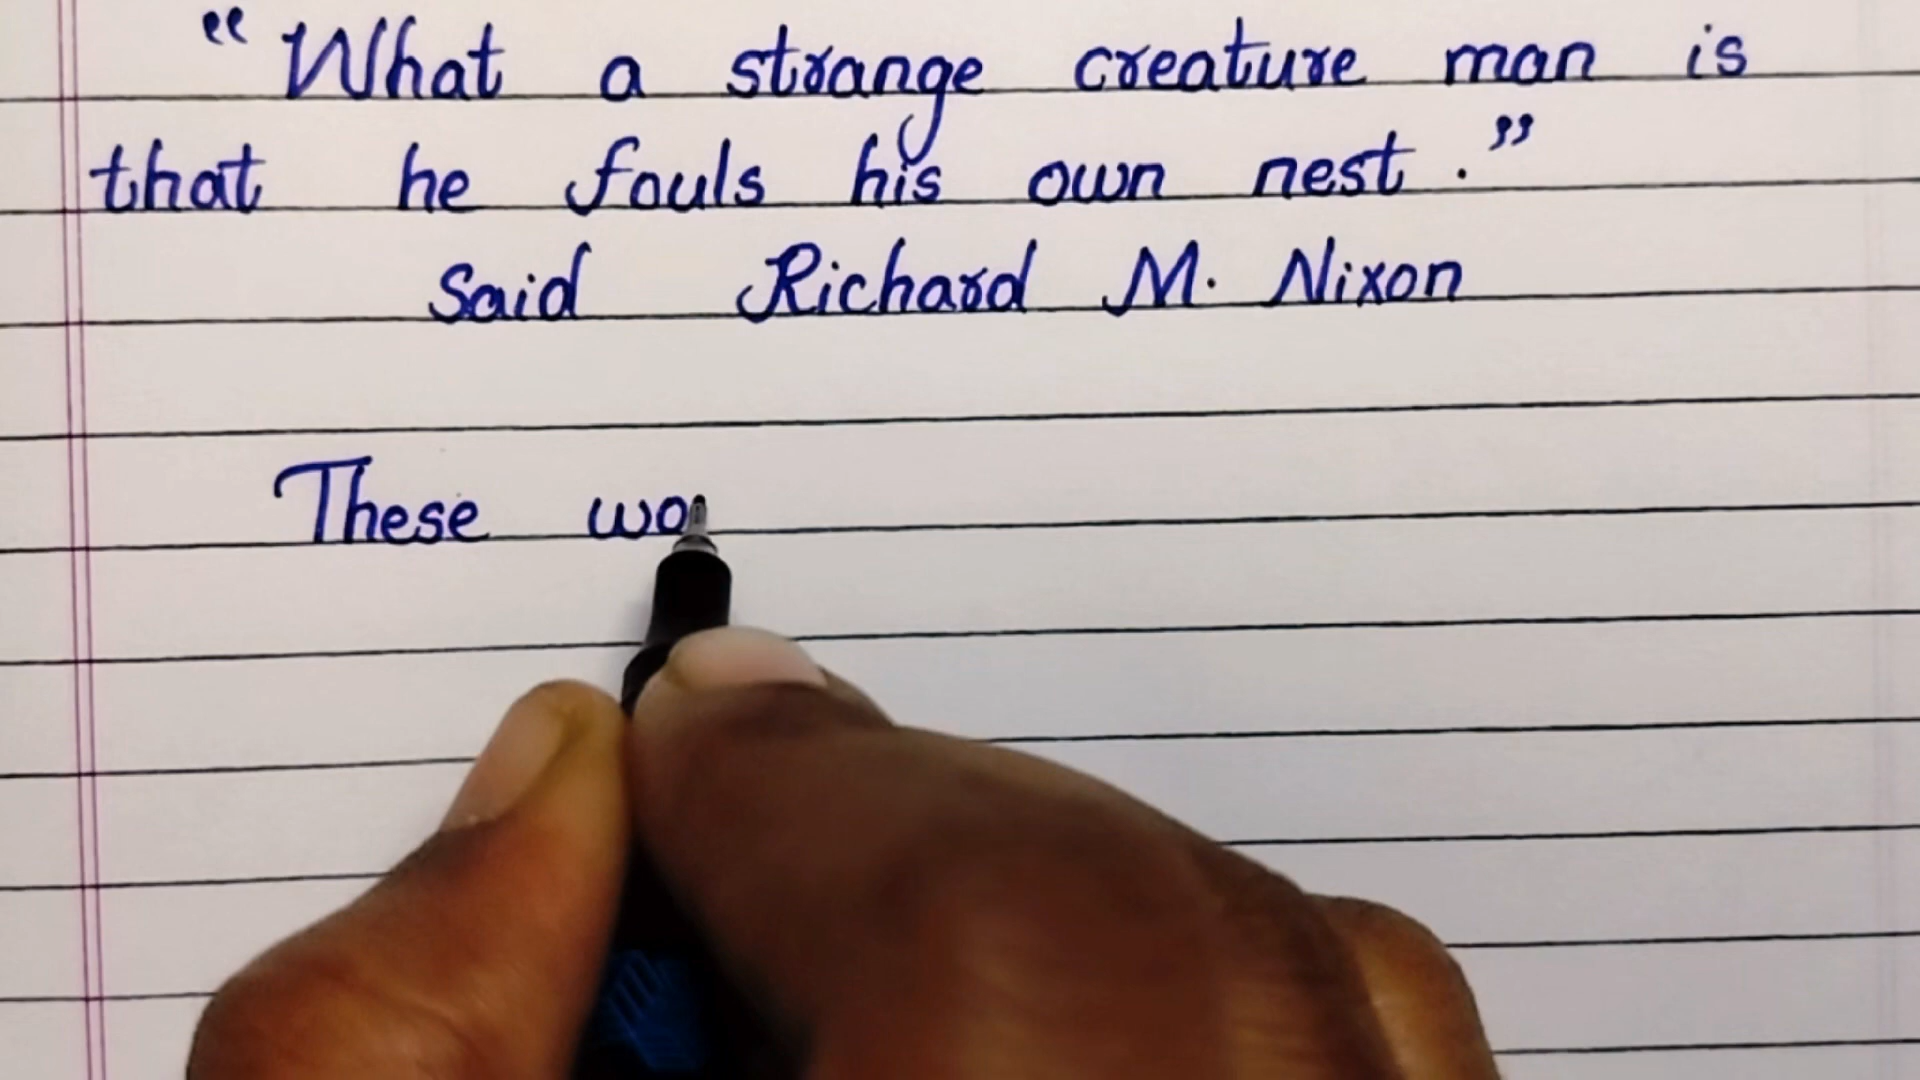 “What a strange creature man is
that he fouls his own nest.”
Said Richard M. Nixon
These wo